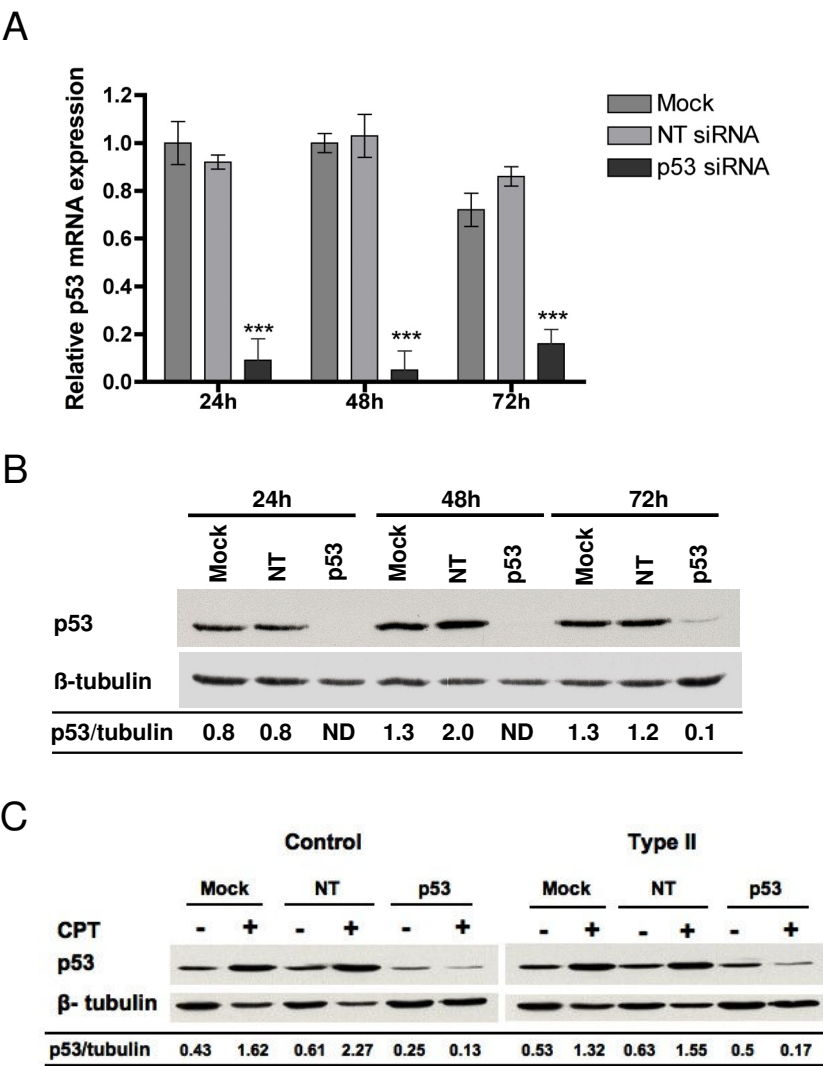 A
Relative p53 mRNA expression
1.2
1.0
0.8
0.6
0.4
0.2
0.0
*** *** ***
24h 48h 72h
Mock
NT siRNA
p53 siRNA
B
24h 48h 72h
Mock NT p53 Mock NT p53 Mock NT p53
p53
ß-tubulin
p53/tubulin 0.8 0.8 ND 1.3 2.0 ND 1.3 1.2 0.1
C
Control Type II
Mock NT p53 Mock NT p53
CPT - + - + - + - + - + - +
p53
β- tubulin
p53/tubulin 0.43 1.62 0.61 2.27 0.25 0.13 0.53 1.32 0.63 1.55 0.5 0.17